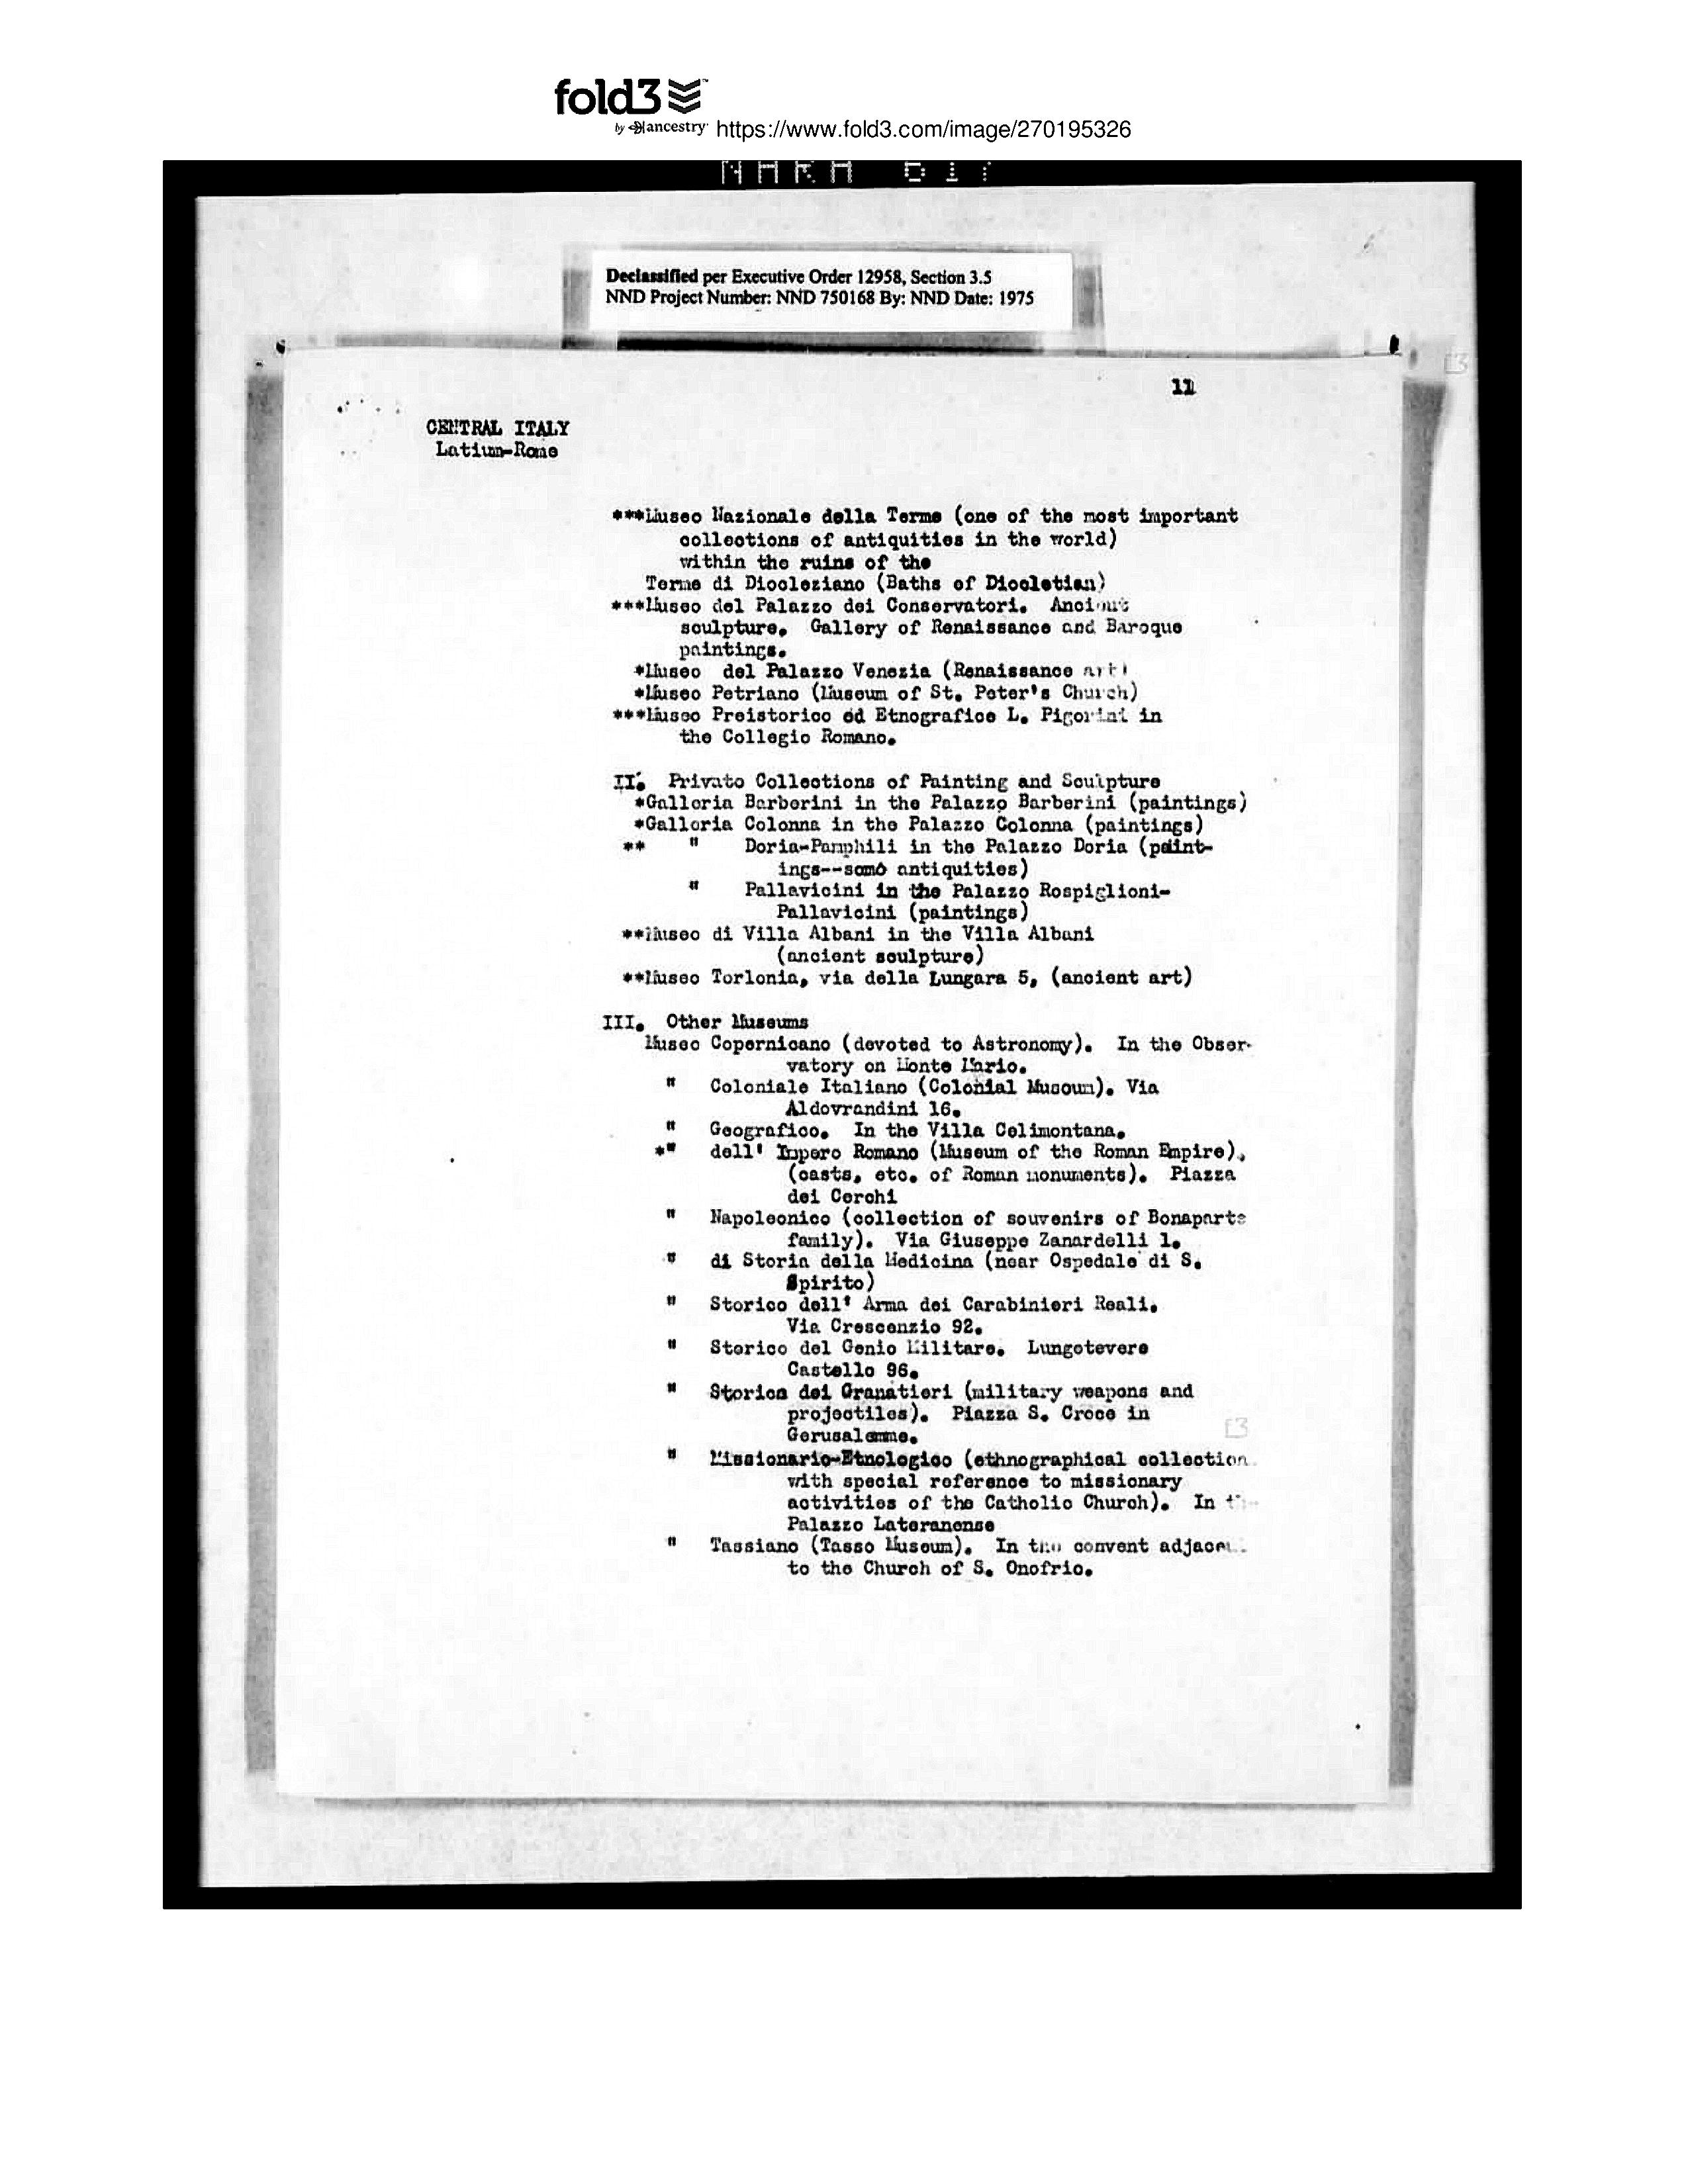 fold3
by ancestry https://www.fold3.com/image/270195326
NARA
Declassified per Executive Order 12958, Section 3.5
NND Project Number: NND 750168 By: NND Date: 1975
11
CENTRAL ITALY
Latium-Rome
***Museo Nazionale della Terme (one of the most important
collections of antiquities in the world)
within the ruins of the
Terme di Diocleziano (Baths of Diocletian)
***Museo del Palazzo dei Conservatori. Ancient
sculpture. Gallery of Renaissance and Baroque
paintings.
*Museo del Palazzo Venezia (Renaissance art)
*Museo Petriano (Museum of St. Peter's Church)
***Museo Preistorico ed Etnografico L. Pigorini in
the Collegio Romano.
II. Private Collections of Painting and Sculpture
*Galleria Barberini in the Palazzo Barberini (paintings)
*Galleria Colonna in the Palazzo Colonna (paintings)
** " Doria-Pamphili in the Palazzo Doria (paint-
ings--some antiquities)
" Pallavicini in the Palazzo Rospiglioni-
Pallavicini (paintings)
**Museo di Villa Albani in the Villa Albani
(ancient sculpture)
**Museo Torlonia, via della Lungara 5, (ancient art)
III. Other Museums
Museo Copernicano (devoted to Astronomy). In the Obser-
vatory on Monte Mario.
" Coloniale Italiano (Colonial Museum). Via
Aldovrandini 16.
" Geografico. In the Villa Celimontana.
*" dell' Impero Romano (Museum of the Roman Empire),
(casts, etc. of Roman monuments). Piazza
dei Cerchi
" Napoleonico (collection of souvenirs of Bonaparte
family). Via Giuseppe Zanardelli 1.
" di Storia della Medicina (near Ospedale di S.
Spirito)
" Storico dell' Arma dei Carabinieri Reali.
Via Crescenzio 92.
" Storico del Genio Militare. Lungotevere
Castello 96.
" Storica dei Granatieri (military weapons and
projectiles). Piazza S. Croce in
Gerusalemme.
" Missionario-Etnologico (ethnographical collection
with special reference to missionary
activities of the Catholic Church). In
Palazzo Lateranense
" Tassiano (Tasso Museum). In the convent adjacent
to the Church of S. Onofrio.